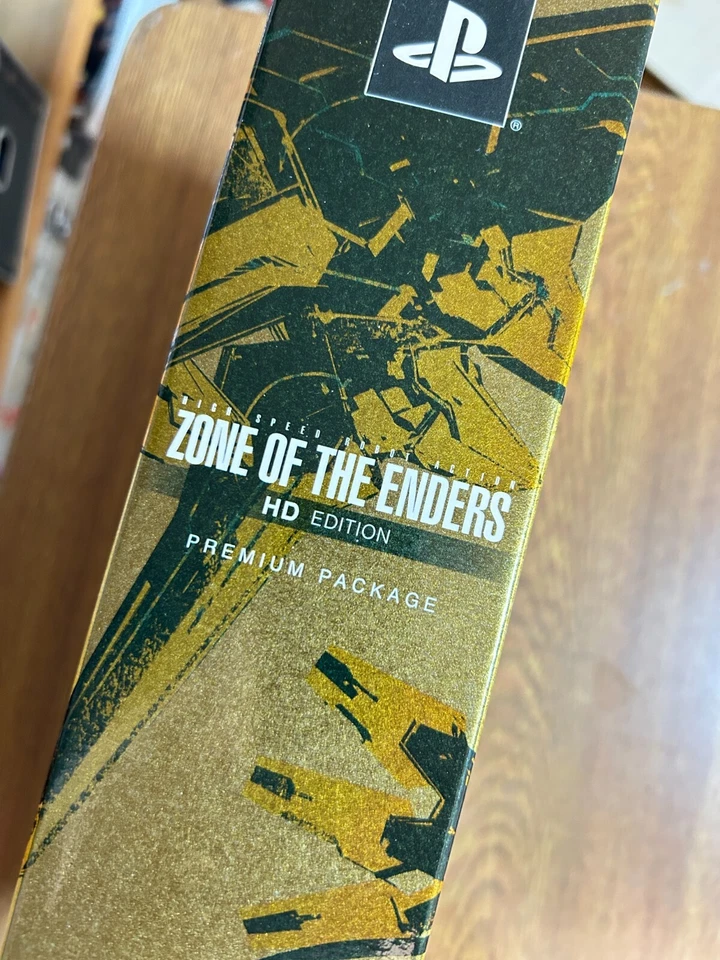 ®
HIGH SPEED ROBOT ACTION
ZONE OF THE ENDERS
HD EDITION
PREMIUM PACKAGE